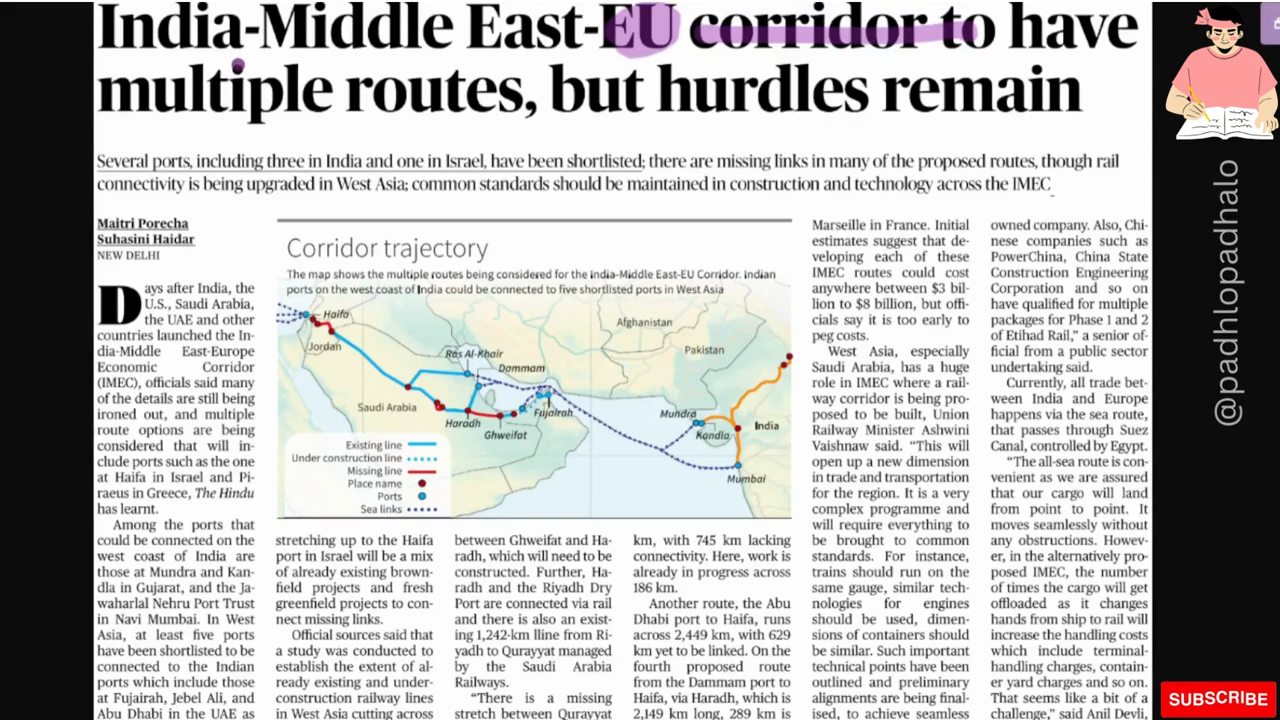 India-Middle East-EU corridor to have
multiple routes, but hurdles remain
Several ports, including three in India and one in Israel, have been shortlisted; there are missing links in many of the proposed routes, though rail
connectivity is being upgraded in West Asia; common standards should be maintained in construction and technology across the IMEC
Maitri Porecha
Suhasini Haidar
NEW DELHI
Days after India, the
U.S., Saudi Arabia,
the UAE and other
countries launched the In-
dia-Middle East-Europe
Economic Corridor
(IMEC), officials said many
of the details are still being
ironed out, and multiple
route options are being
considered that will in-
clude ports such as the one
at Haifa in Israel and Pi-
raeus in Greece, The Hindu
has learnt.
Among the ports that
could be connected on the
west coast of India are
those at Mundra and Kan-
dla in Gujarat, and the Ja-
waharlal Nehru Port Trust
in Navi Mumbai. In West
Asia, at least five ports
have been shortlisted to be
connected to the Indian
ports which include those
at Fujairah, Jebel Ali, and
Abu Dhabi in the UAE as
Corridor trajectory
The map shows the multiple routes being considered for the India-Middle East-EU Corridor. Indian
ports on the west coast of India could be connected to five shortlisted ports in West Asia
Haifa
Jordan
Afghanistan
Pakistan
Ras Al-Khair
Dammam
Saudi Arabia
Haradh
Ghweifat
Fujairah
Mundra
Kandla
India
Mumbai
Existing line
Under construction line
Missing line
Place name
Ports
Sea links
stretching up to the Haifa
port in Israel will be a mix
of already existing brown-
field projects and fresh
greenfield projects to con-
nect missing links.
Official sources said that
a study was conducted to
establish the extent of al-
ready existing and under-
construction railway lines
in West Asia cutting across
between Ghweifat and Ha-
radh, which will need to be
constructed. Further, Ha-
radh and the Riyadh Dry
Port are connected via rail
and there is also an exist-
ing 1,242-km lline from Ri-
yadh to Qurayyat managed
by the Saudi Arabia
Railways.
“There is a missing
stretch between Qurayyat
km, with 745 km lacking
connectivity. Here, work is
already in progress across
186 km.
Another route, the Abu
Dhabi port to Haifa, runs
across 2,449 km, with 629
km yet to be linked. On the
fourth proposed route
from the Dammam port to
Haifa, via Haradh, which is
2,149 km long, 289 km is
Marseille in France. Initial
estimates suggest that de-
veloping each of these
IMEC routes could cost
anywhere between $3 bil-
lion to $8 billion, but offi-
cials say it is too early to
peg costs.
West Asia, especially
Saudi Arabia, has a huge
role in IMEC where a rail-
way corridor is being pro-
posed to be built, Union
Railway Minister Ashwini
Vaishnaw said. “This will
open up a new dimension
in trade and transportation
for the region. It is a very
complex programme and
will require everything to
be brought to common
standards. For instance,
trains should run on the
same gauge, similar tech-
nologies for engines
should be used, dimen-
sions of containers should
be similar. Such important
technical points have been
outlined and preliminary
alignments are being final-
ised, to achieve seamless
owned company. Also, Chi-
nese companies such as
PowerChina, China State
Construction Engineering
Corporation and so on
have qualified for multiple
packages for Phase 1 and 2
of Etihad Rail,” a senior of-
ficial from a public sector
undertaking said.
Currently, all trade bet-
ween India and Europe
happens via the sea route,
that passes through Suez
Canal, controlled by Egypt.
“The all-sea route is con-
venient as we are assured
that our cargo will land
from point to point. It
moves seamlessly without
any obstructions. Howev-
er, in the alternatively pro-
posed IMEC, the number
of times the cargo will get
offloaded as it changes
hands from ship to rail will
increase the handling costs
which include terminal-
handling charges, contain-
er yard charges and so on.
That seems like a bit of a
challenge,” said Anil Devli,
@padhlopadhalo
SUBSCRIBE